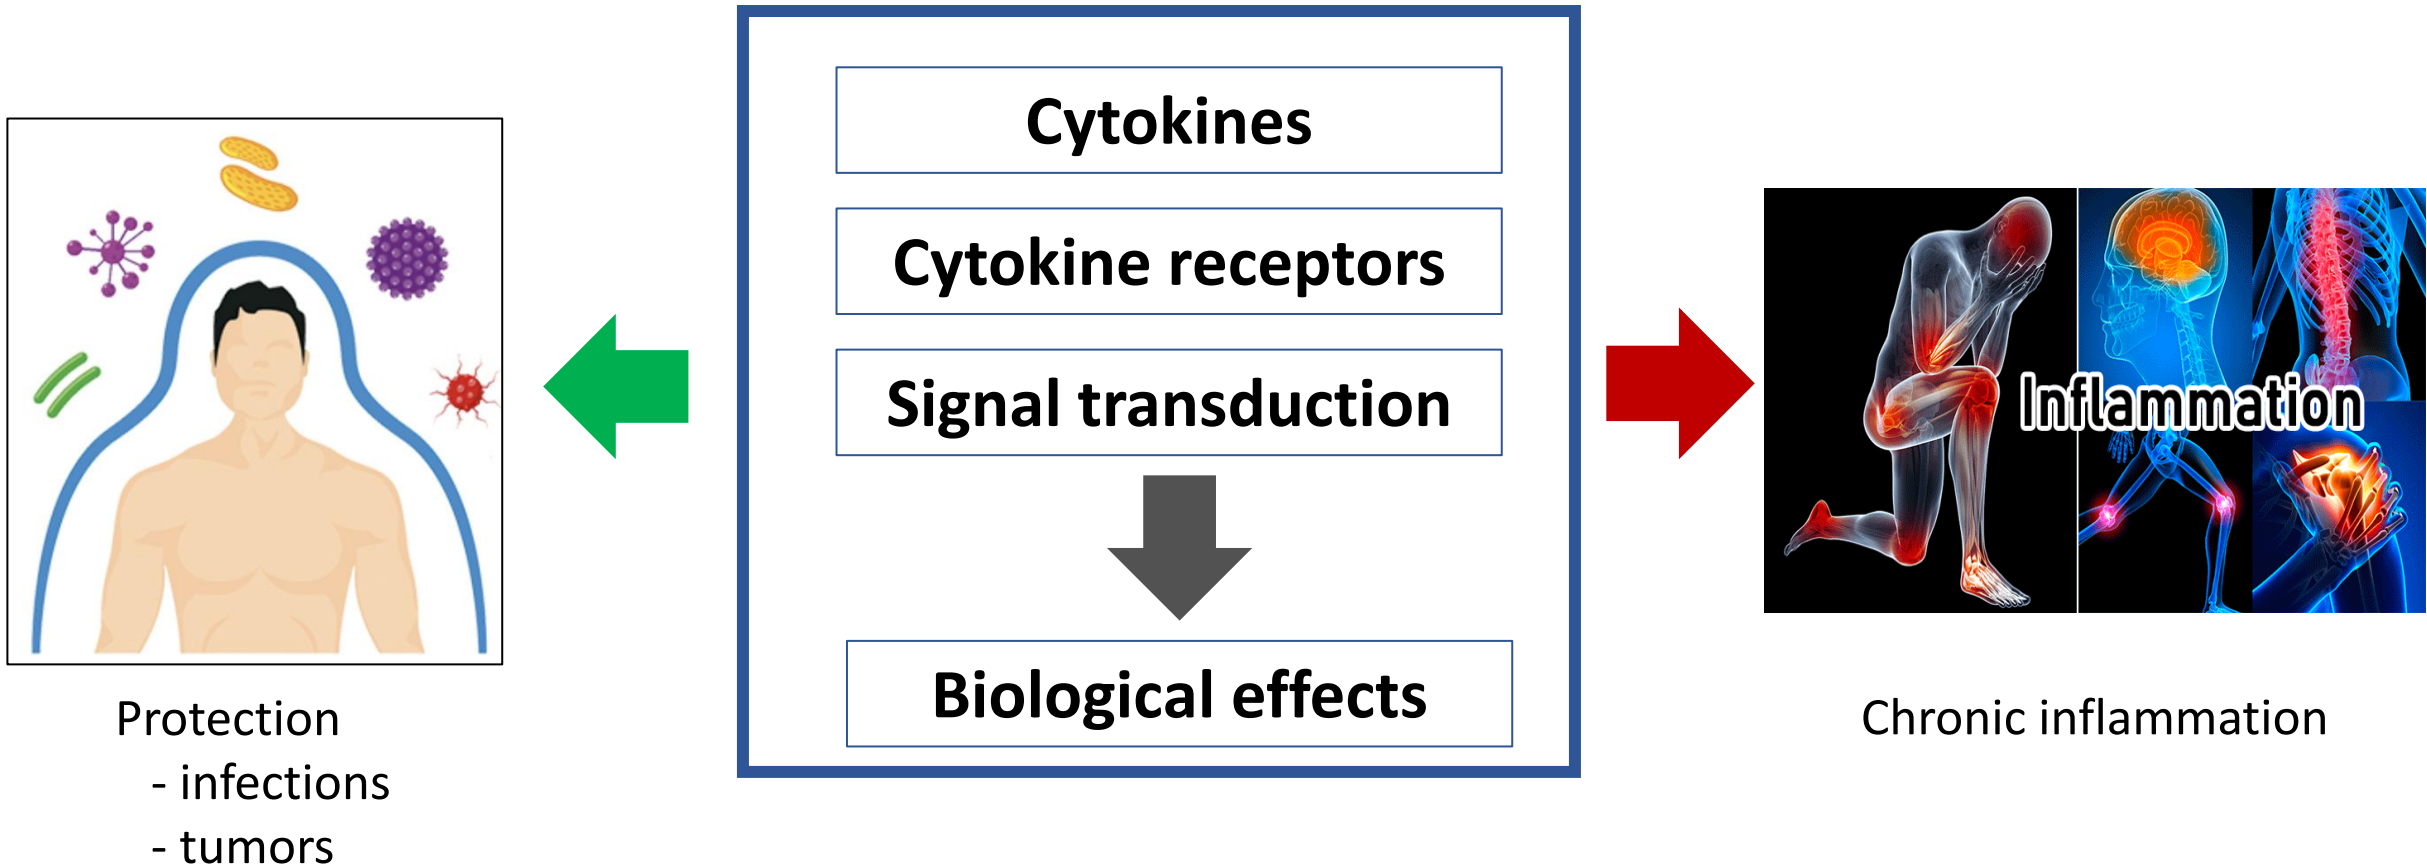 Cytokines
Cytokine receptors
Signal transduction
Biological effects
Protection
- infections
- tumors
Inflammation
Chronic inflammation